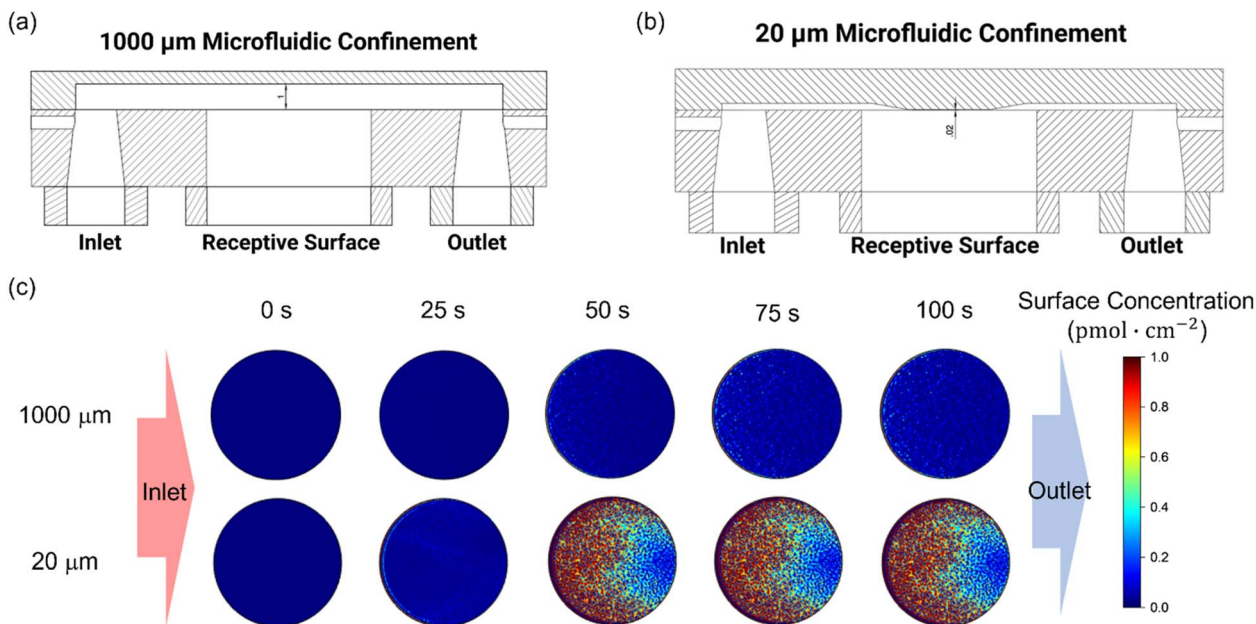 (a)
1000 µm Microfluidic Confinement
1
Inlet Receptive Surface Outlet
(b)
20 µm Microfluidic Confinement
.02
Inlet Receptive Surface Outlet
(c)
0 s 25 s 50 s 75 s 100 s
Surface Concentration
(pmol · cm⁻²)
1000 µm
20 µm
Inlet
Outlet
1.0
0.8
0.6
0.4
0.2
0.0